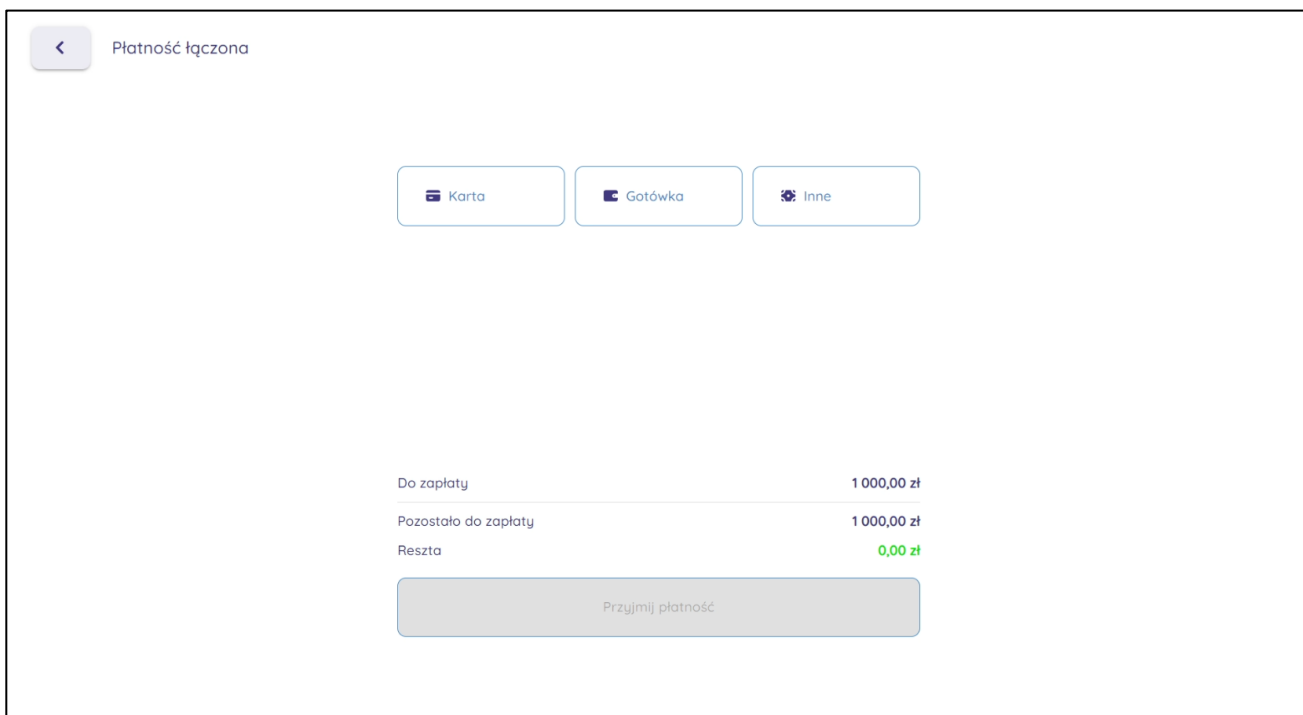 Płatność łączona
Karta Gotówka Inne
Do zapłaty 1 000,00 zł
Pozostało do zapłaty 1 000,00 zł
Reszta 0,00 zł
Przyjmij płatność